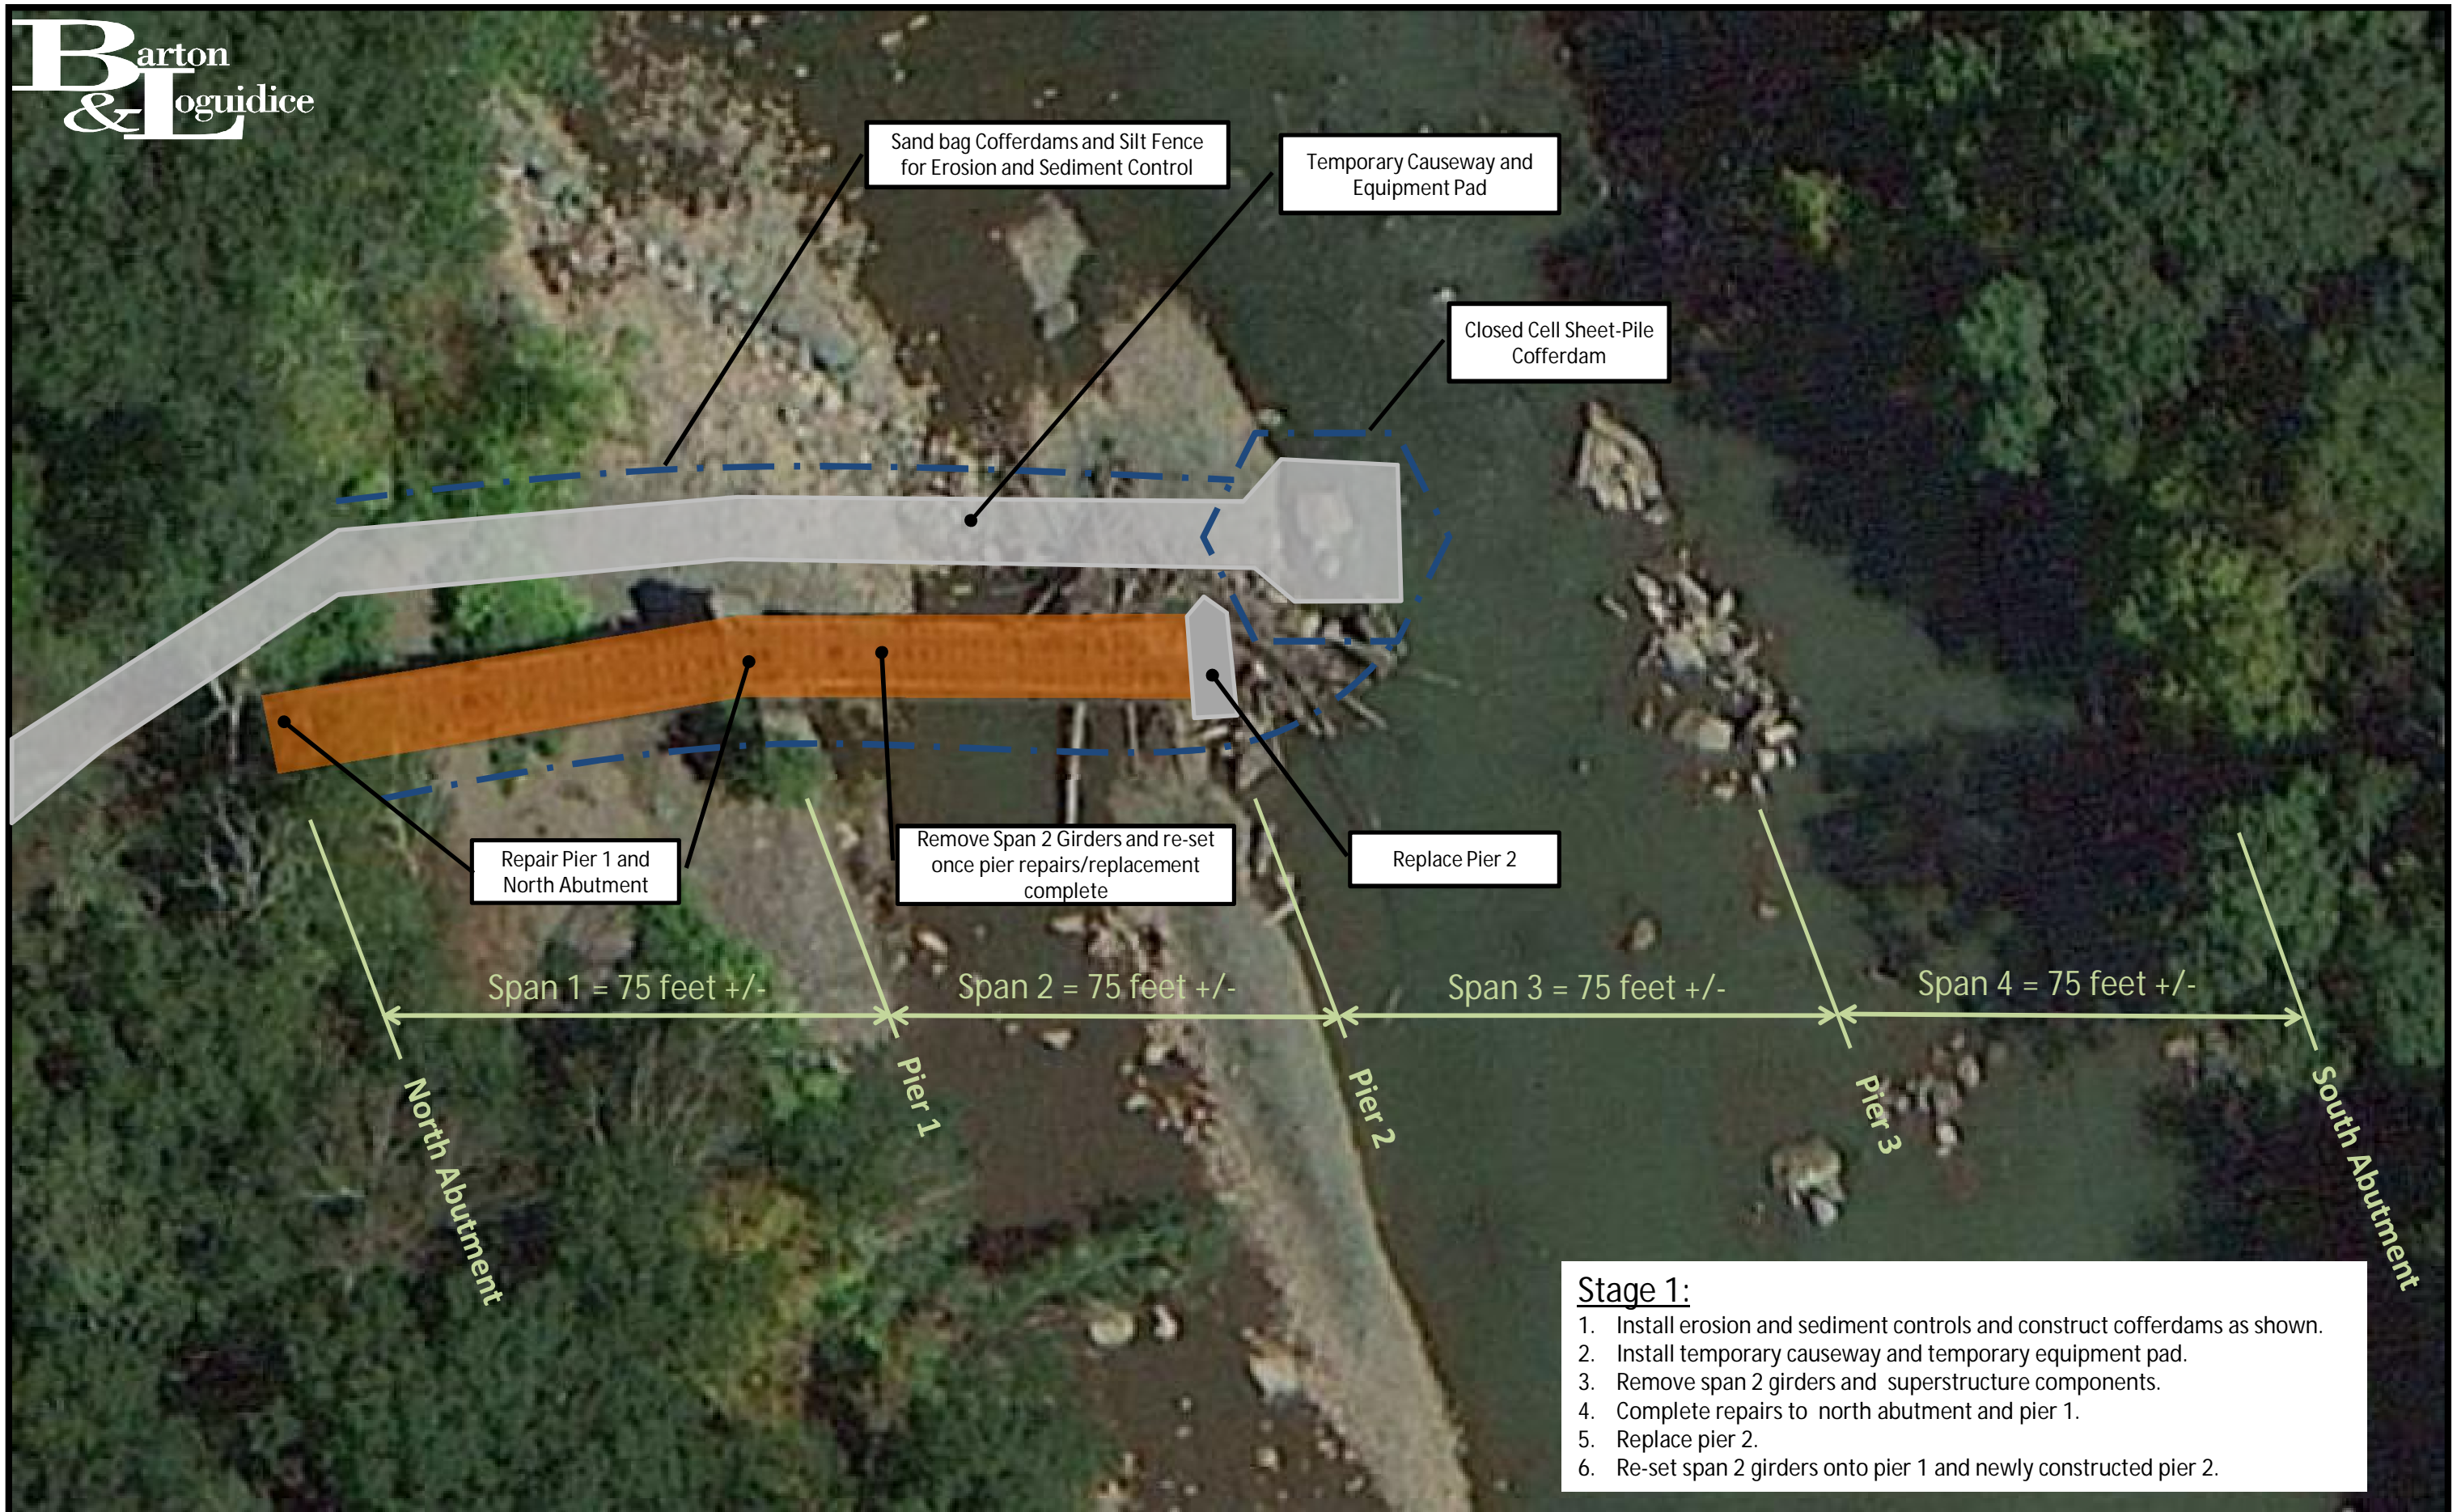 Barton
& Loguidice
Sand bag Cofferdams and Silt Fence
for Erosion and Sediment Control
Temporary Causeway and
Equipment Pad
Closed Cell Sheet-Pile
Cofferdam
Repair Pier 1 and
North Abutment
Remove Span 2 Girders and re-set
once pier repairs/replacement
complete
Replace Pier 2
Span 1 = 75 feet +/-
Span 2 = 75 feet +/-
Span 3 = 75 feet +/-
Span 4 = 75 feet +/-
North Abutment
Pier 1
Pier 2
Pier 3
South Abutment
Stage 1:
1. Install erosion and sediment controls and construct cofferdams as shown.
2. Install temporary causeway and temporary equipment pad.
3. Remove span 2 girders and superstructure components.
4. Complete repairs to north abutment and pier 1.
5. Replace pier 2.
6. Re-set span 2 girders onto pier 1 and newly constructed pier 2.